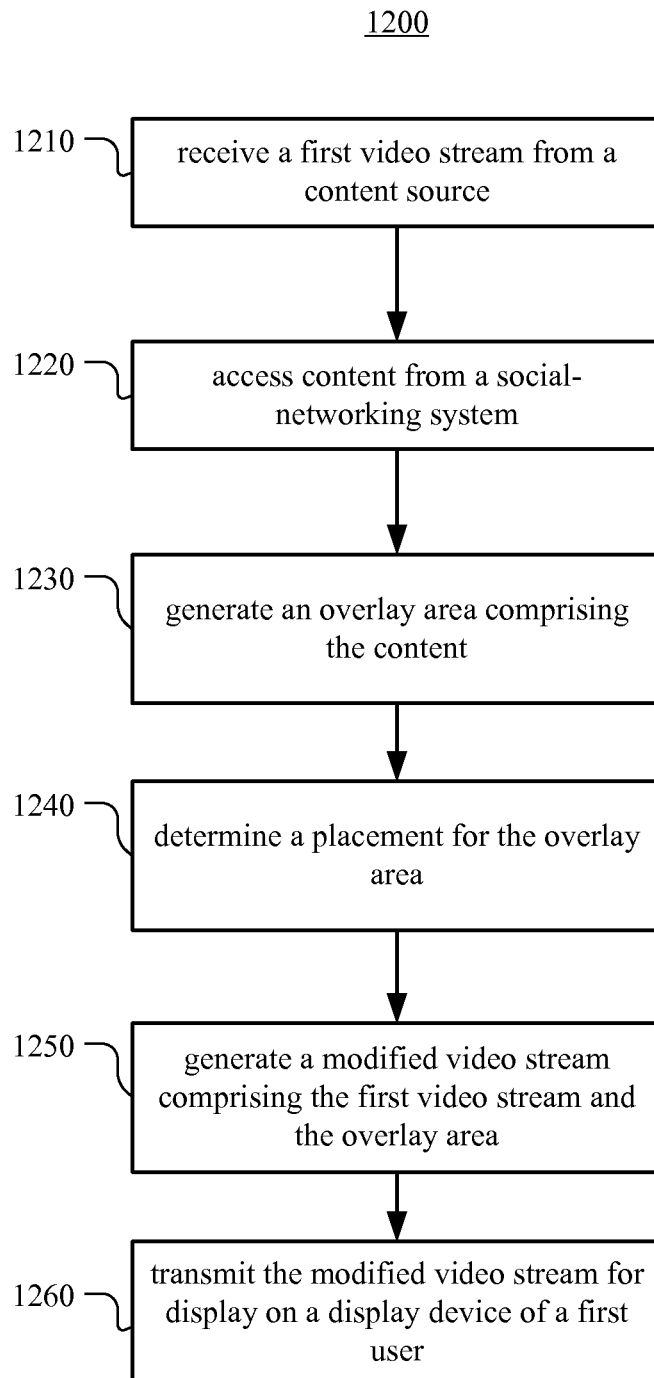 1200
1210
receive a first video stream from a
content source
1220
access content from a social-
networking system
1230
generate an overlay area comprising
the content
1240
determine a placement for the overlay
area
1250
generate a modified video stream
comprising the first video stream and
the overlay area
1260
transmit the modified video stream for
display on a display device of a first
user